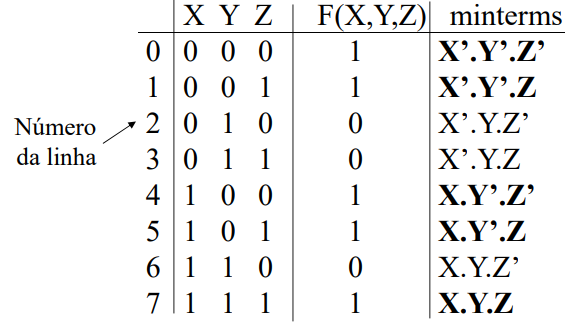 X Y Z F(X,Y,Z) minterms
0 0 0 0 1 X’.Y’.Z’
1 0 0 1 1 X’.Y’.Z
2 0 1 0 0 X’.Y.Z’
3 0 1 1 0 X’.Y.Z
4 1 0 0 1 X.Y’.Z’
5 1 0 1 1 X.Y’.Z
6 1 1 0 0 X.Y.Z’
7 1 1 1 1 X.Y.Z
Número
da linha